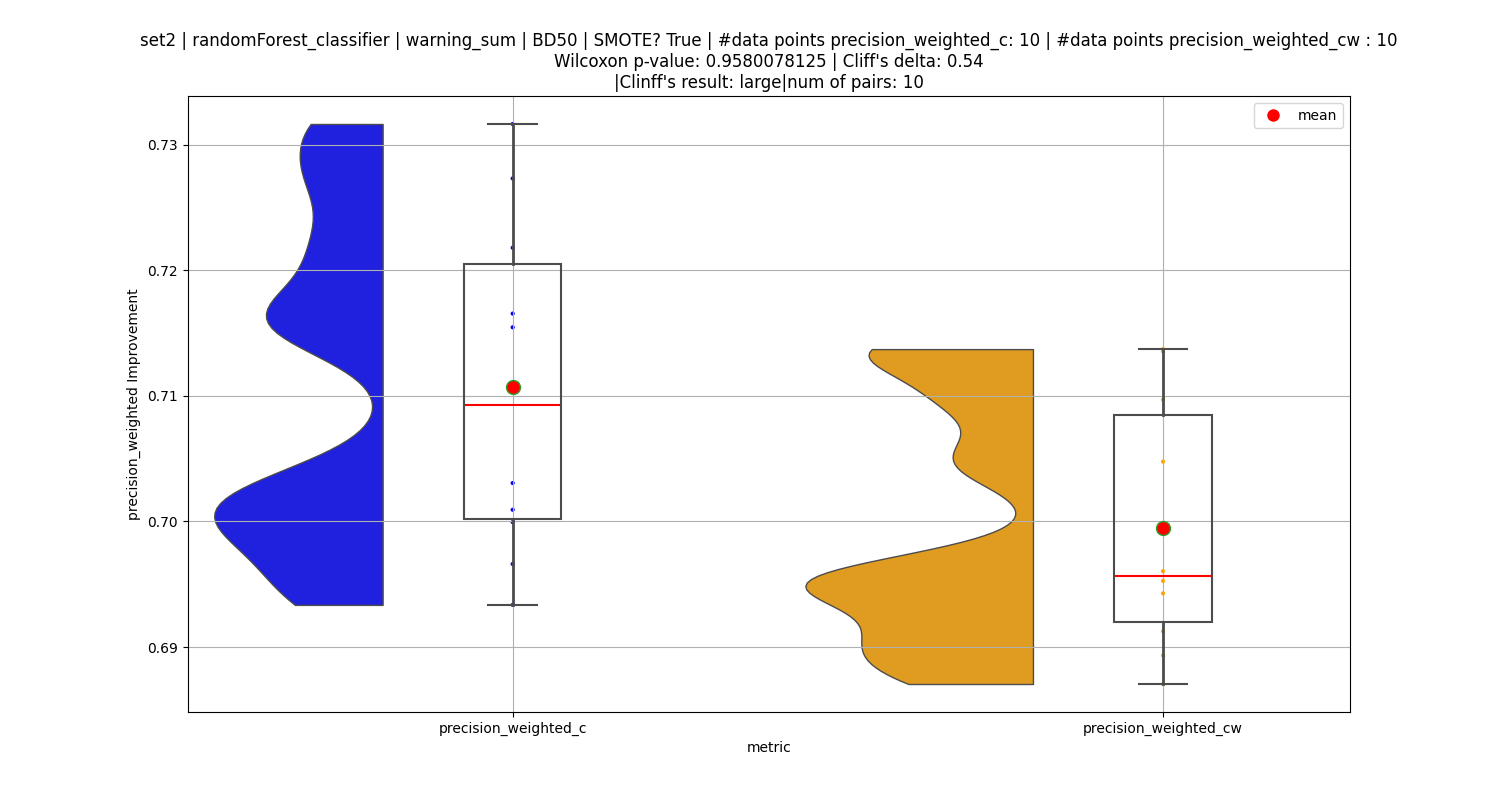 set2 | randomForest_classifier | warning_sum | BD50 | SMOTE? True | #data points precision_weighted_c: 10 | #data points precision_weighted_cw : 10
Wilcoxon p-value: 0.9580078125 | Cliff's delta: 0.54
|Clinff's result: large|num of pairs: 10
mean
0.73
0.72
0.71
0.70
0.69
precision_weighted Improvement
precision_weighted_c
precision_weighted_cw
metric